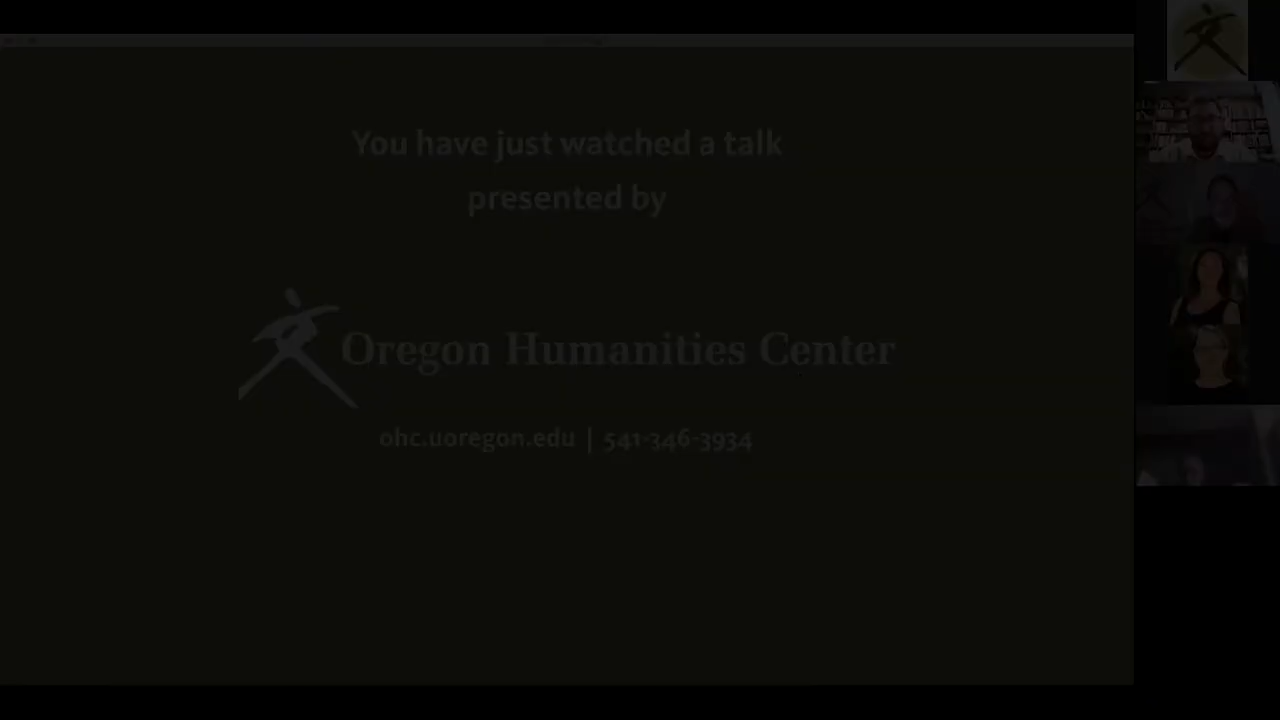 You have just watched a talk
presented by
Oregon Humanities Center
ohc.uoregon.edu | 541-346-3934